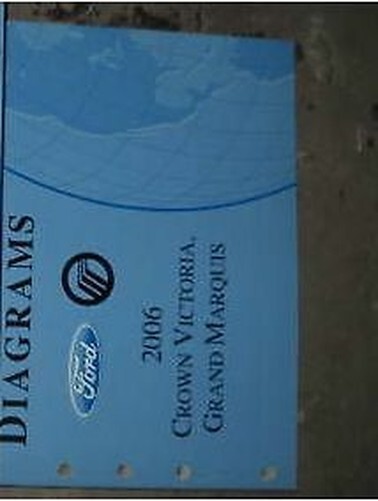 DIAGRAMS
Ford
2006
CROWN VICTORIA,
GRAND MARQUIS